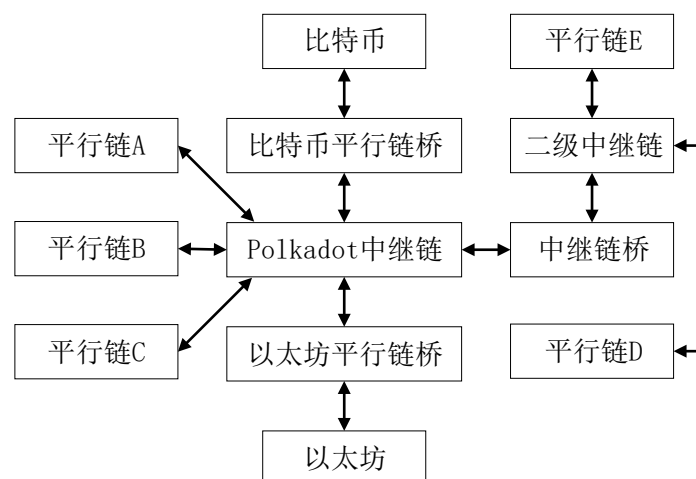 比特币
平行链E
平行链A
比特币平行链桥
二级中继链
平行链B
Polkadot中继链
中继链桥
平行链C
以太坊平行链桥
平行链D
以太坊